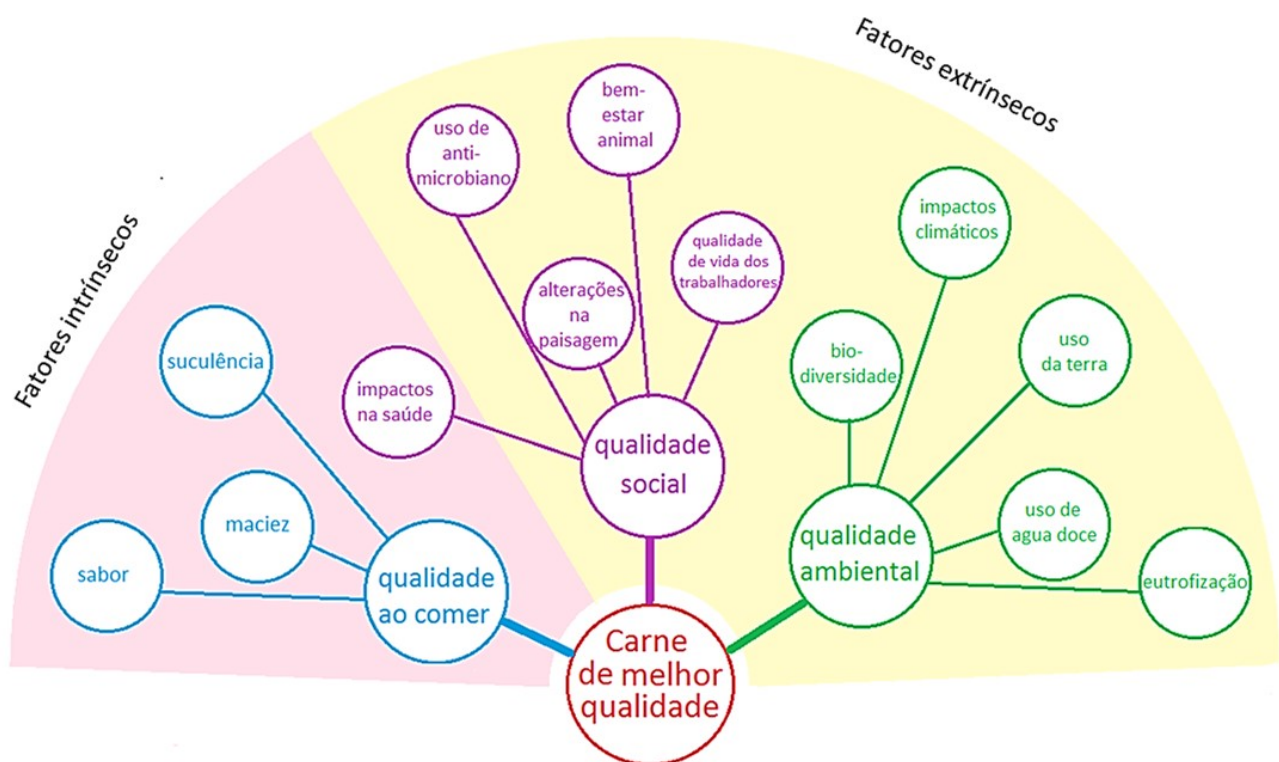 Fatores intrínsecos
Fatores extrínsecos
suculência
maciez
sabor
qualidade
ao comer
impactos
na saúde
uso de
anti-
microbiano
bem-
estar
animal
alterações
na
paisagem
qualidade
de vida dos
trabalhadores
qualidade
social
bio-
diversidade
impactos
climáticos
uso
da terra
uso de
agua doce
eutrofização
qualidade
ambiental
Carne
de melhor
qualidade